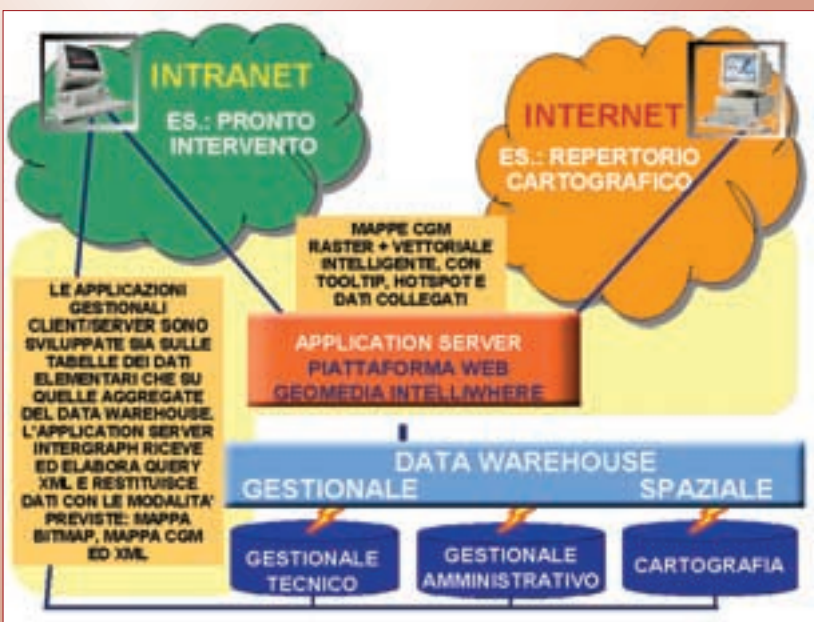 INTRANET
ES.: PRONTO
INTERVENTO
INTERNET
ES.: REPERTORIO
CARTOGRAFICO
MAPPE CGM
RASTER + VETTORIALE
INTELLIGENTE, CON
TOOLTIP, HOTSPOT E
DATI COLLEGATI
LE APPLICAZIONI
GESTIONALI
CLIENT/SERVER SONO
SVILUPPATE SIA SULLE
TABELLE DEI DATI
ELEMENTARI CHE SU
QUELLE AGGREGATE
DEL DATA WAREHOUSE.
L'APPLICATION SERVER
INTERGRAPH RICEVE
ED ELABORA QUERY
XML E RESTITUISCE
DATI CON LE MODALITA'
PREVISTE: MAPPA
BITMAP, MAPPA CGM
ED XML
APPLICATION SERVER
PIATTAFORMA WEB
GEOMEDIA INTELLIWHERE
DATA WAREHOUSE
GESTIONALE SPAZIALE
GESTIONALE
TECNICO
GESTIONALE
AMMINISTRATIVO
CARTOGRAFIA